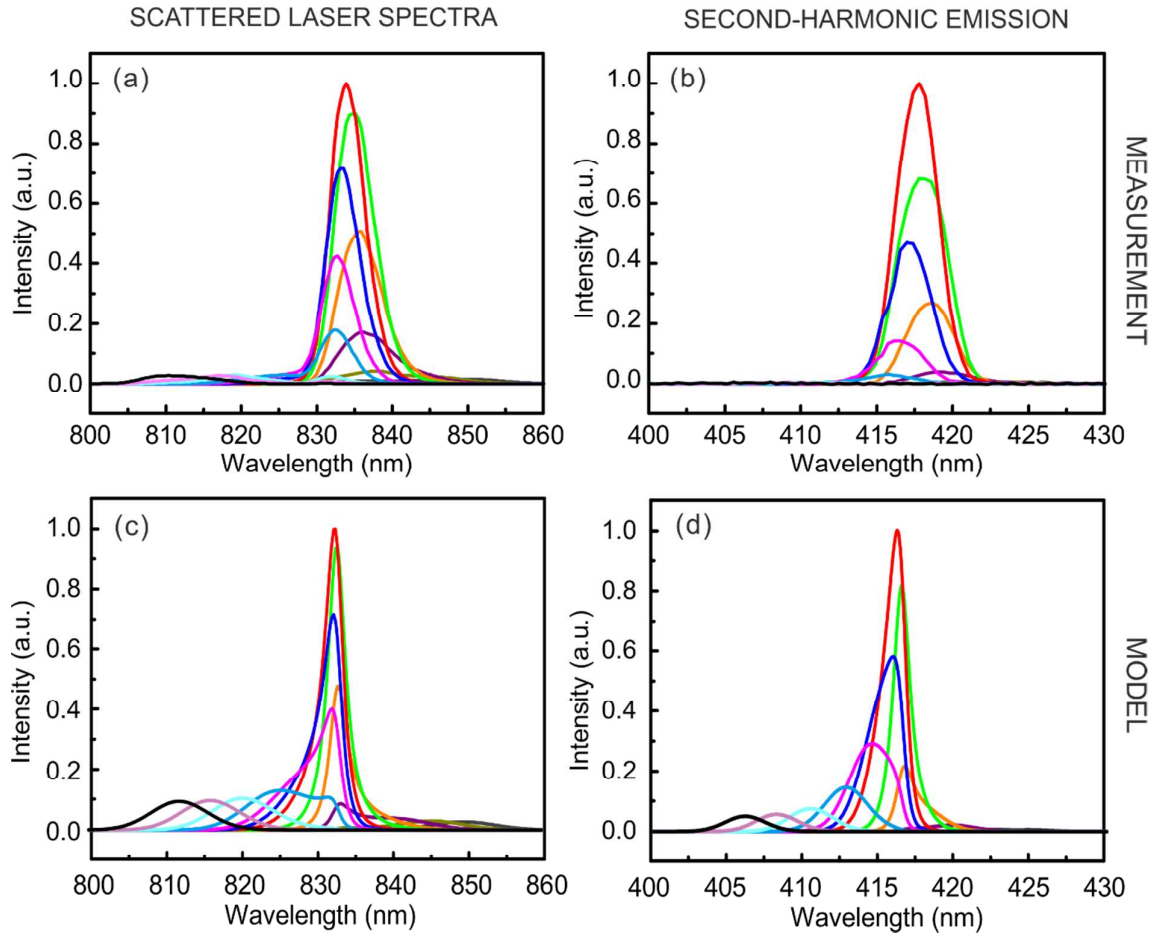 SCATTERED LASER SPECTRA
SECOND-HARMONIC EMISSION
(a)
Intensity (a.u.)
1.0
0.8
0.6
0.4
0.2
0.0
800 810 820 830 840 850 860
Wavelength (nm)
(b)
Intensity (a.u.)
1.0
0.8
0.6
0.4
0.2
0.0
400 405 410 415 420 425 430
Wavelength (nm)
MEASUREMENT
(c)
Intensity (a.u.)
1.0
0.8
0.6
0.4
0.2
0.0
800 810 820 830 840 850 860
Wavelength (nm)
(d)
Intensity (a.u.)
1.0
0.8
0.6
0.4
0.2
0.0
400 405 410 415 420 425 430
Wavelength (nm)
MODEL